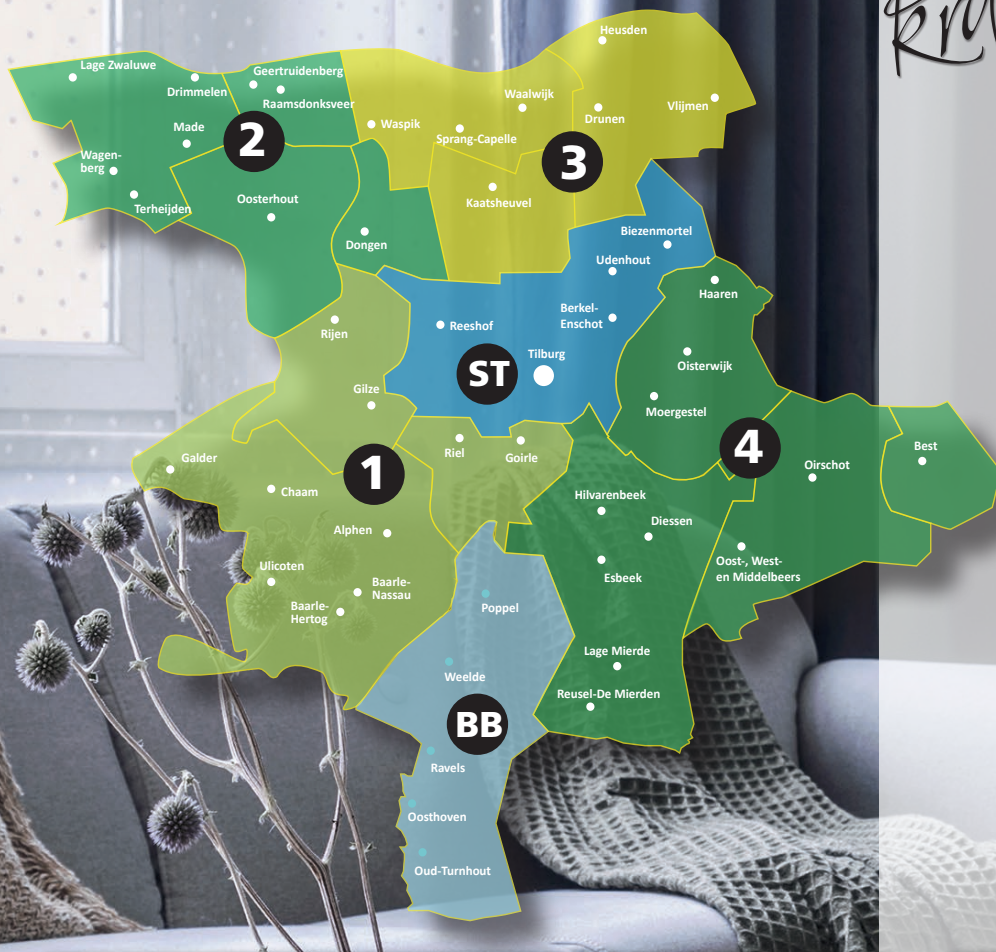 Lage Zwaluwe
Drimmelen
Geertruidenberg
Raamsdonksveer
Made
2
Wagen-
berg
Terheijden
Oosterhout
Dongen
Heusden
Waalwijk
Drunen
Vlijmen
Waspik
Sprang-Capelle
3
Kaatsheuvel
Biezenmortel
Udenhout
Berkel-
Enschot
Reeshof
Tilburg
ST
Haaren
Oisterwijk
Moergestel
4
Oirschot
Best
Rijen
Gilze
Riel
Goirle
Galder
1
Chaam
Alphen
Ulicoten
Baarle-
Nassau
Baarle-
Hertog
Hilvarenbeek
Diessen
Esbeek
Oost-, West-
en Middelbeers
Lage Mierde
Reusel-De Mierden
Poppel
Weelde
BB
Ravels
Oosthoven
Oud-Turnhout